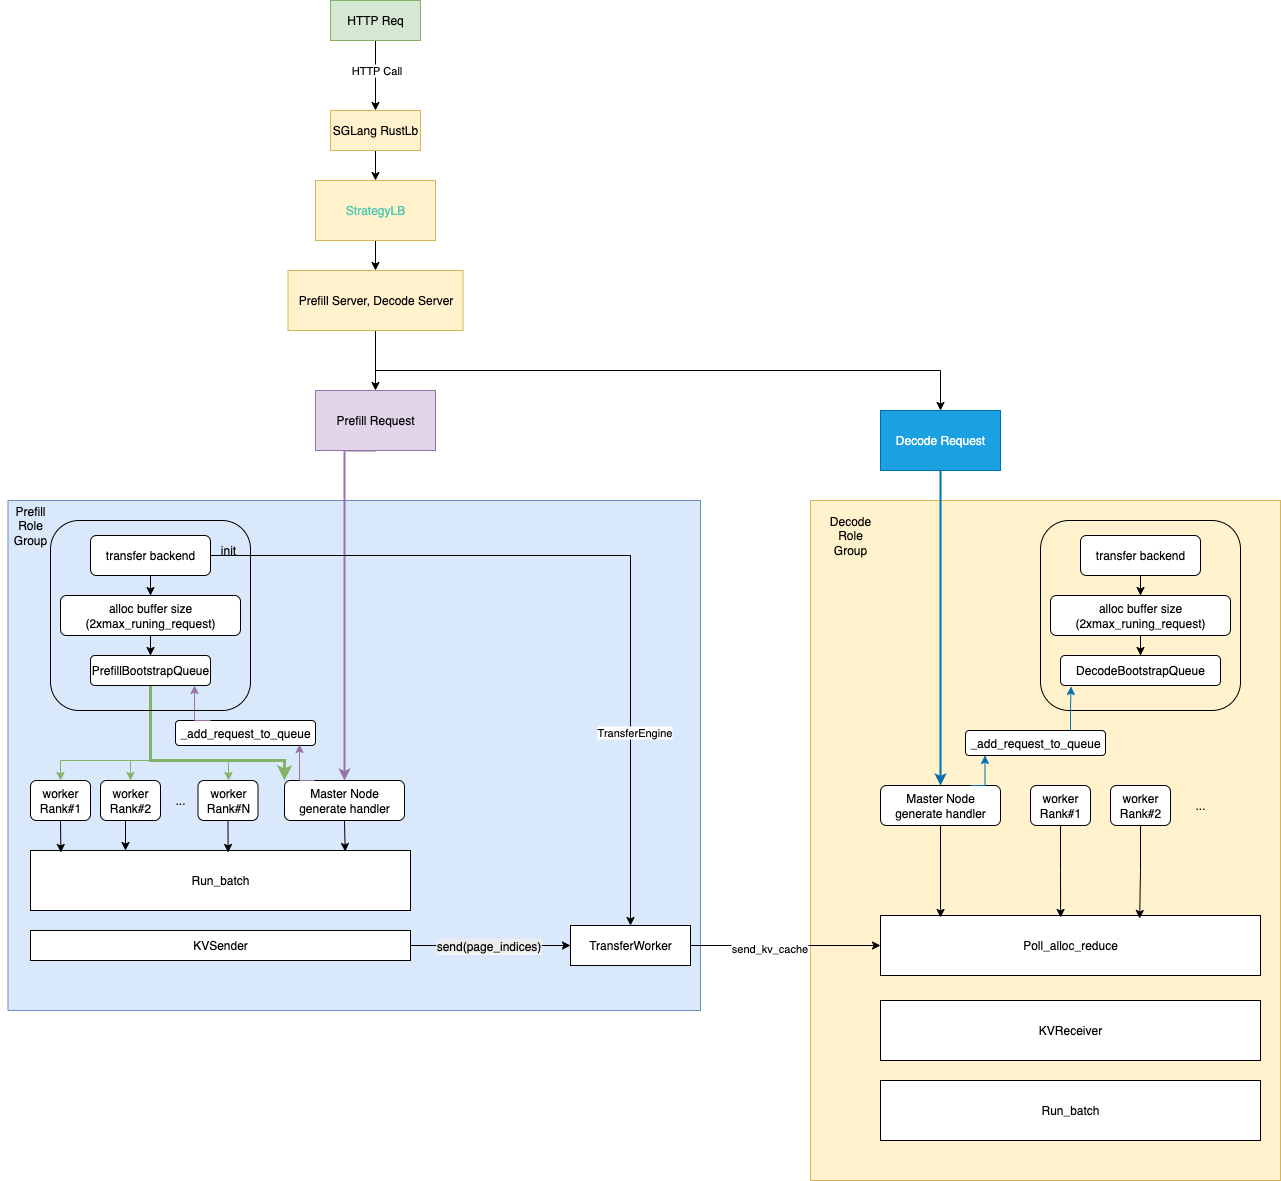 HTTP Req
HTTP Call
SGLang RustLb
StrategyLB
Prefill Server, Decode Server
Prefill Request
Decode Request
Prefill
Role
Group
transfer backend
init
alloc buffer size
(2xmax_runing_request)
PrefillBootstrapQueue
_add_request_to_queue
TransferEngine
worker
Rank#1
worker
Rank#2
...
worker
Rank#N
Master Node
generate handler
Run_batch
KVSender
send(page_indices)
TransferWorker
send_kv_cache
Decode
Role
Group
transfer backend
alloc buffer size
(2xmax_runing_request)
DecodeBootstrapQueue
_add_request_to_queue
Master Node
generate handler
worker
Rank#1
worker
Rank#2
...
Poll_alloc_reduce
KVReceiver
Run_batch